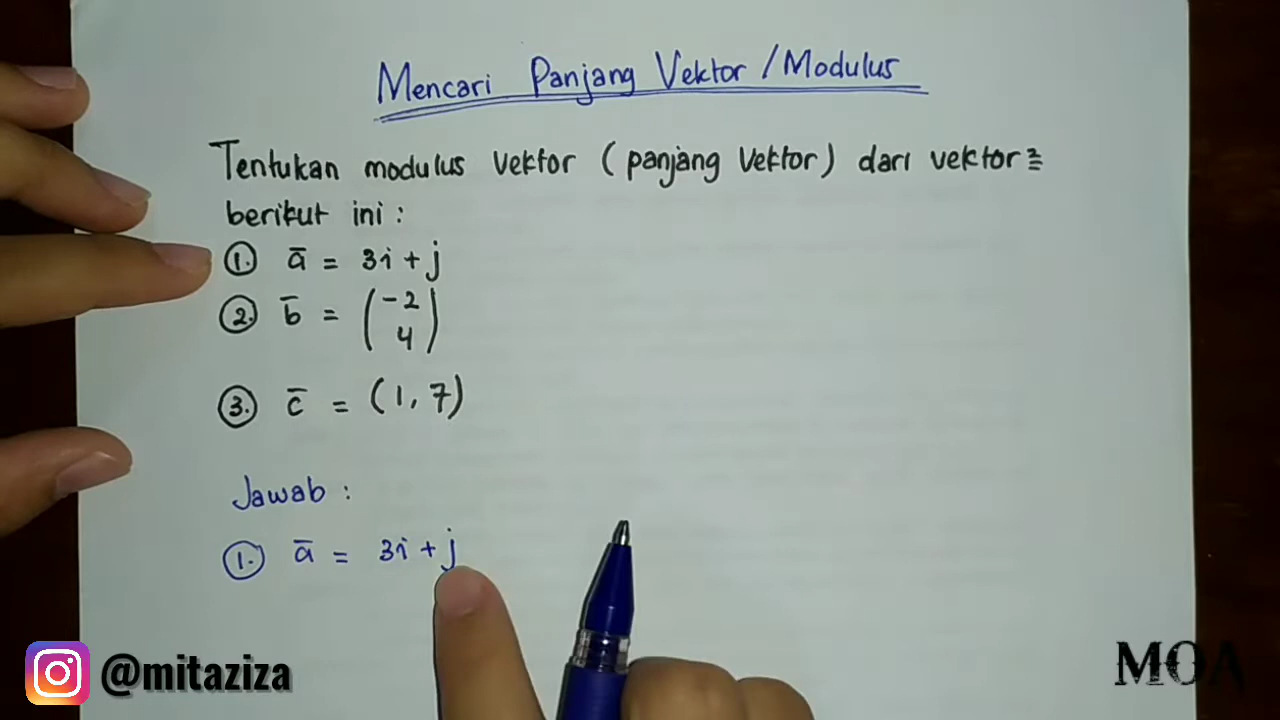 Mencari Panjang Vektor / Modulus
Tentukan modulus vektor (panjang vektor) dari vektor²
berikut ini :
1. a̅ = 3i + j
2. b̅ = (-2
4)
3. c̅ = (1, 7)
Jawab :
1. a̅ = 3i + j
@mitaziza
MOA